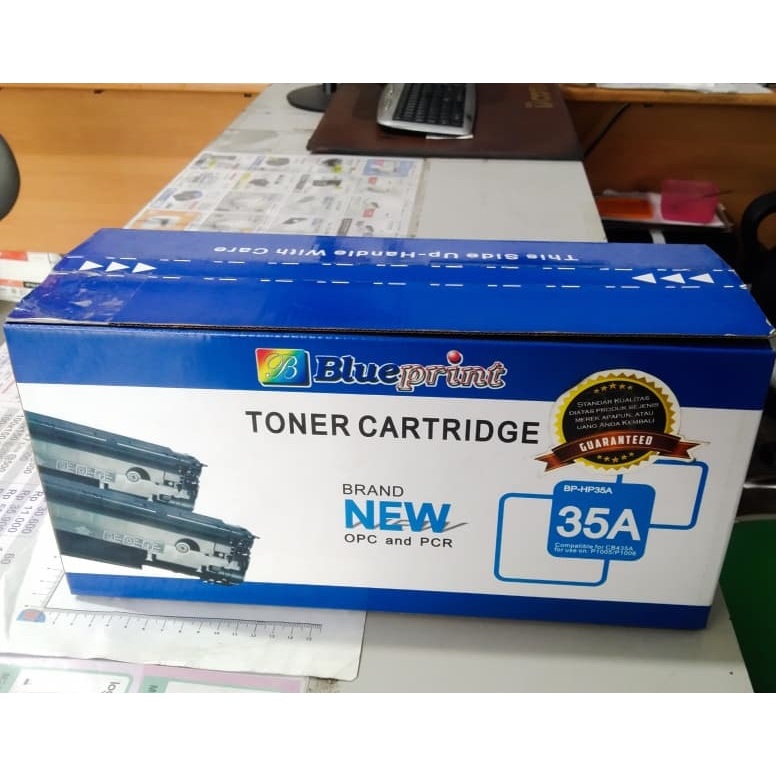 This Side Up-Handle With Care
B Blueprint
TONER CARTRIDGE
STANDAR KUALITAS
DIATAS PRODUK SEJENIS
MEREK APAPUN, ATAU
UANG ANDA KEMBALI
GUARANTEED
BRAND
NEW
OPC and PCR
BP-HP35A
35A
Compatible for CB435A
for use on: P1005/P1006